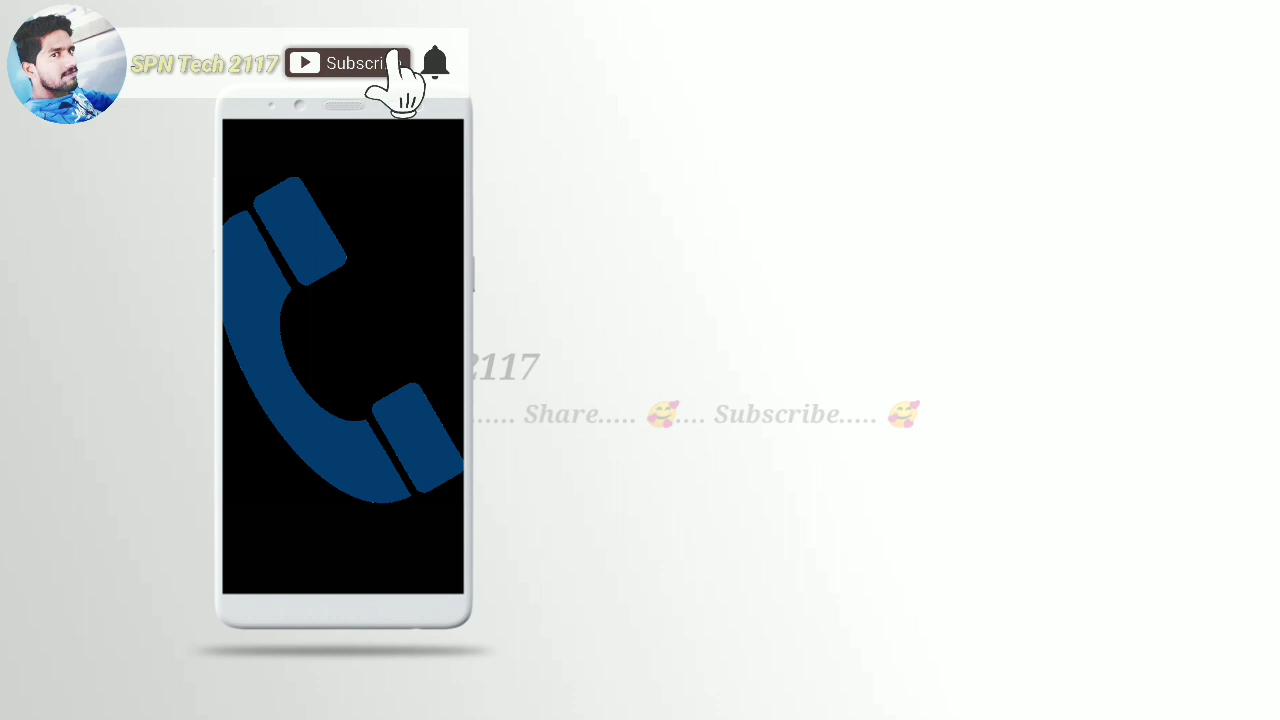 SPN Tech 2117
Subscribe
2117
...... Share..... 🥰.... Subscribe..... 🥰